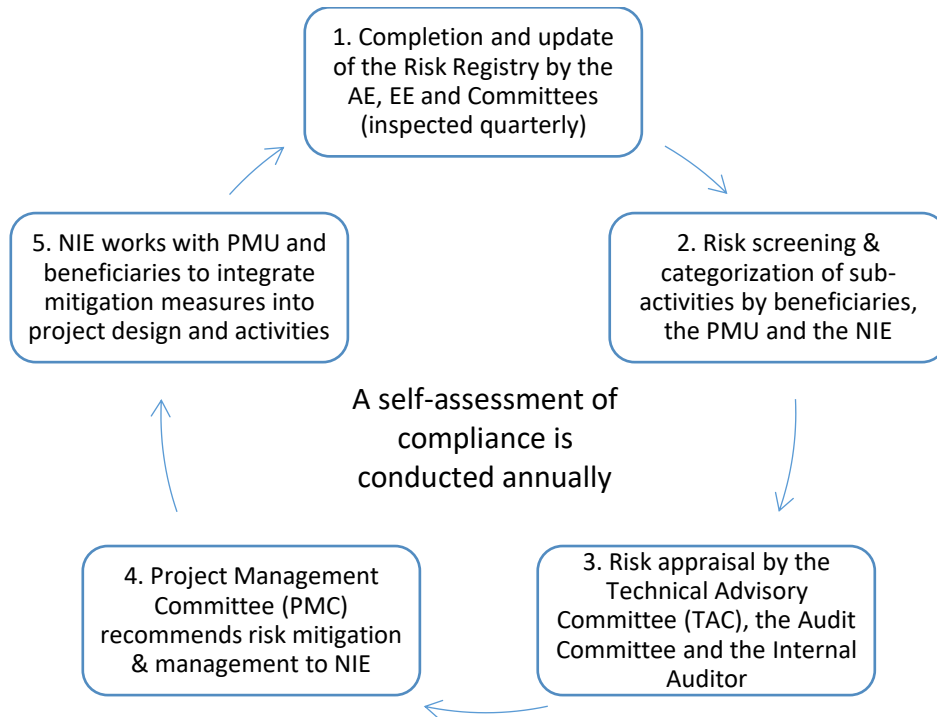 1. Completion and update
of the Risk Registry by the
AE, EE and Committees
(inspected quarterly)
2. Risk screening &
categorization of sub-
activities by beneficiaries,
the PMU and the NIE
3. Risk appraisal by the
Technical Advisory
Committee (TAC), the Audit
Committee and the Internal
Auditor
4. Project Management
Committee (PMC)
recommends risk mitigation
& management to NIE
5. NIE works with PMU and
beneficiaries to integrate
mitigation measures into
project design and activities
A self-assessment of
compliance is
conducted annually